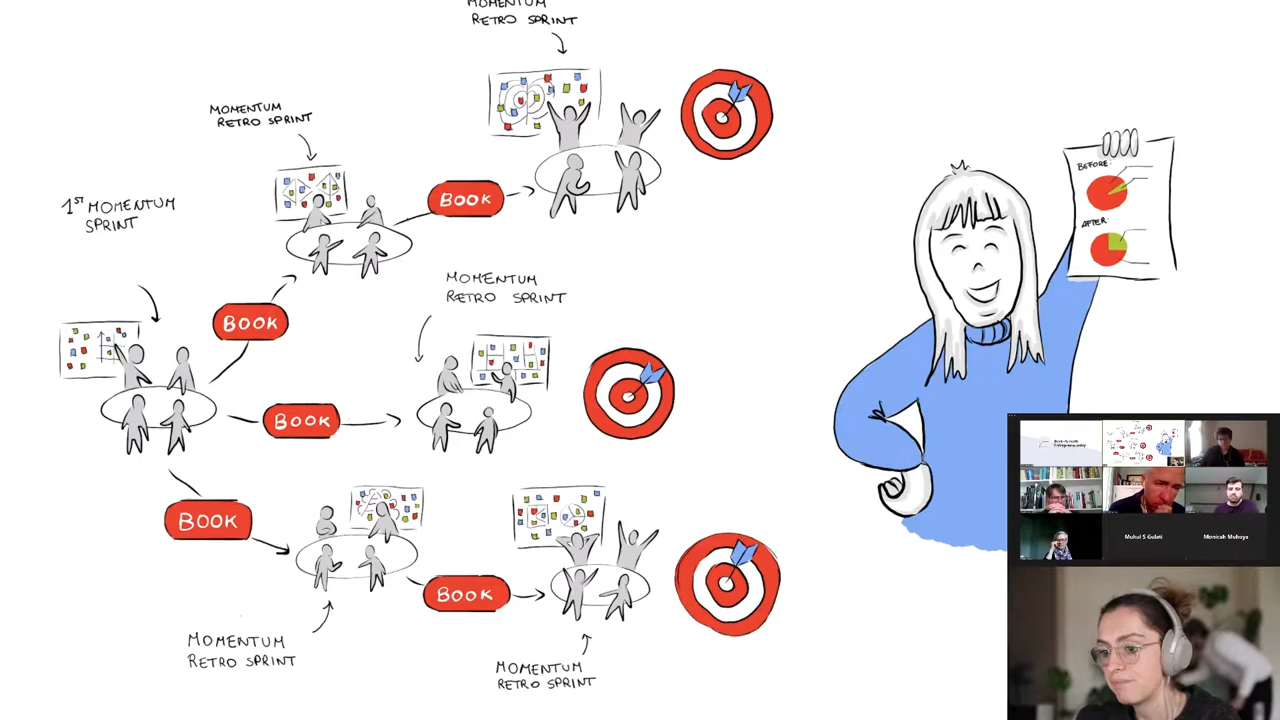 MOMENTUM
RETRO SPRINT
MOMENTUM
RETRO SPRINT
1ST MOMENTUM
SPRINT
BOOK
BOOK
MOMENTUM
RETRO SPRINT
BOOK
BOOK
BOOK
MOMENTUM
RETRO SPRINT
MOMENTUM
RETRO SPRINT
BEFORE:
AFTER:
Mukul S Gulati
Monicah Muhoya